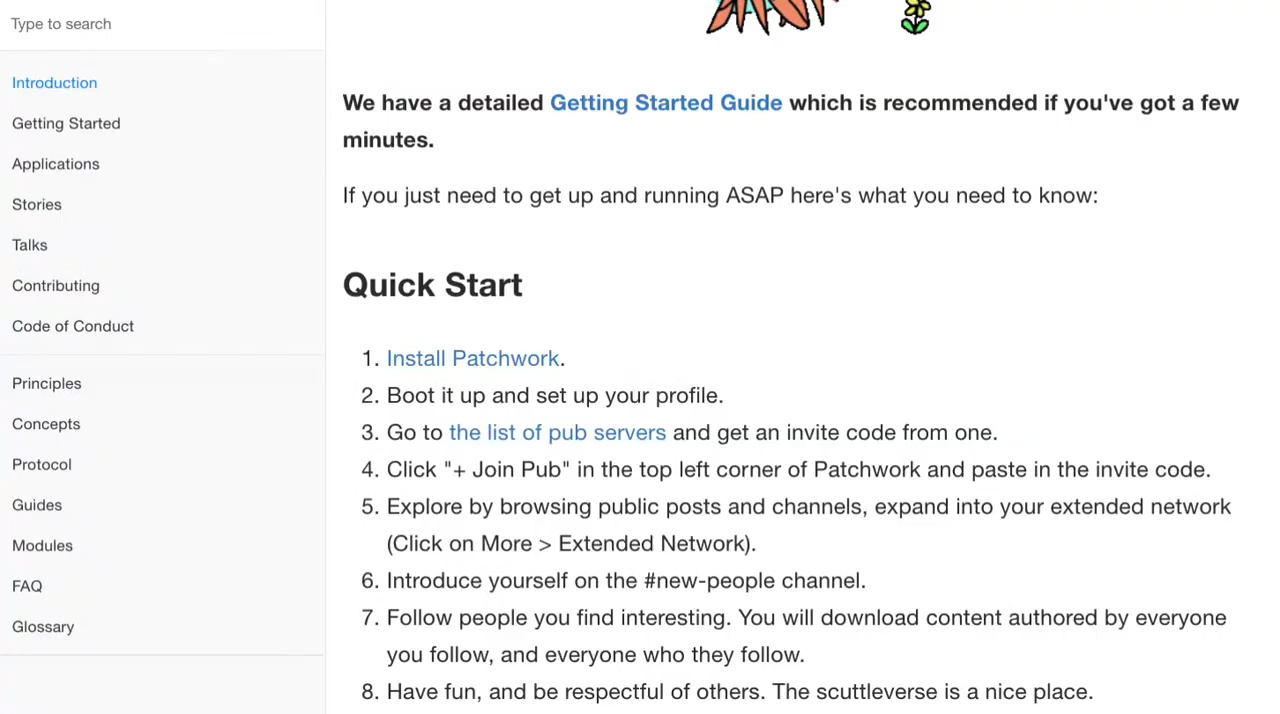 Type to search
Introduction
Getting Started
Applications
Stories
Talks
Contributing
Code of Conduct
Principles
Concepts
Protocol
Guides
Modules
FAQ
Glossary
We have a detailed Getting Started Guide which is recommended if you've got a few
minutes.
If you just need to get up and running ASAP here's what you need to know:
Quick Start
1. Install Patchwork.
2. Boot it up and set up your profile.
3. Go to the list of pub servers and get an invite code from one.
4. Click "+ Join Pub" in the top left corner of Patchwork and paste in the invite code.
5. Explore by browsing public posts and channels, expand into your extended network
(Click on More > Extended Network).
6. Introduce yourself on the #new-people channel.
7. Follow people you find interesting. You will download content authored by everyone
you follow, and everyone who they follow.
8. Have fun, and be respectful of others. The scuttleverse is a nice place.